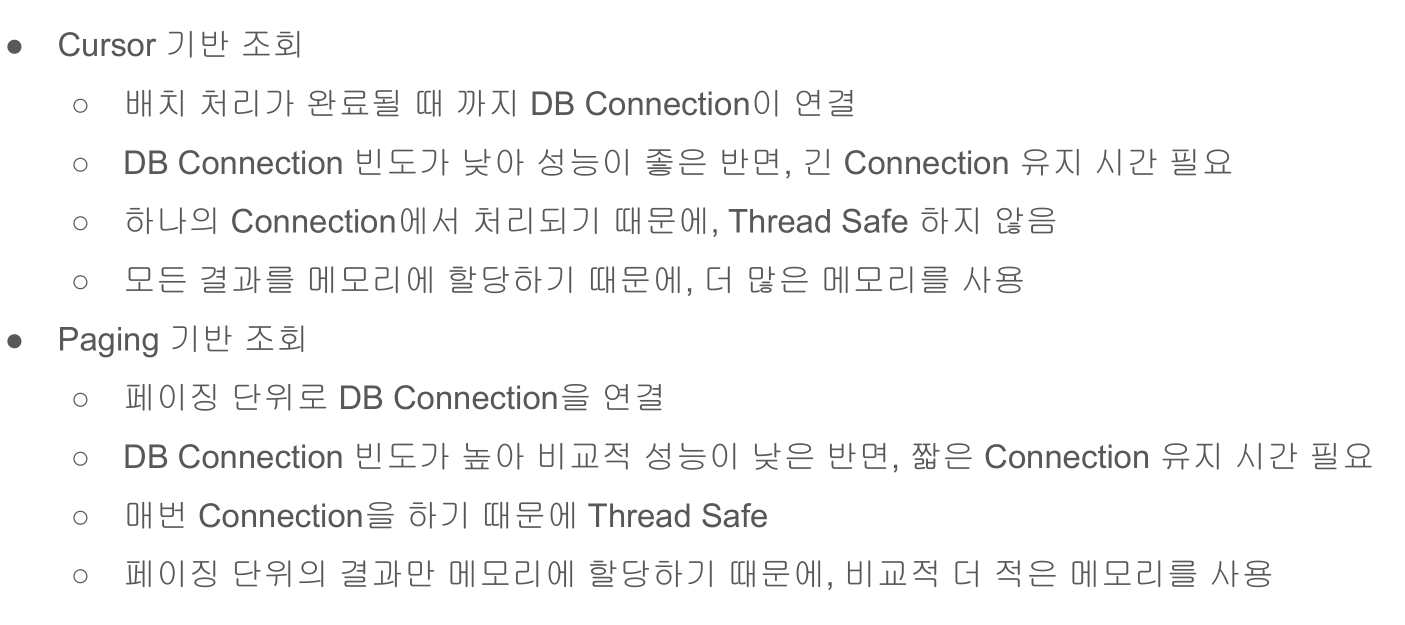 ● Cursor 기반 조회
○ 배치 처리가 완료될 때 까지 DB Connection이 연결
○ DB Connection 빈도가 낮아 성능이 좋은 반면, 긴 Connection 유지 시간 필요
○ 하나의 Connection에서 처리되기 때문에, Thread Safe 하지 않음
○ 모든 결과를 메모리에 할당하기 때문에, 더 많은 메모리를 사용
● Paging 기반 조회
○ 페이징 단위로 DB Connection을 연결
○ DB Connection 빈도가 높아 비교적 성능이 낮은 반면, 짧은 Connection 유지 시간 필요
○ 매번 Connection을 하기 때문에 Thread Safe
○ 페이징 단위의 결과만 메모리에 할당하기 때문에, 비교적 더 적은 메모리를 사용